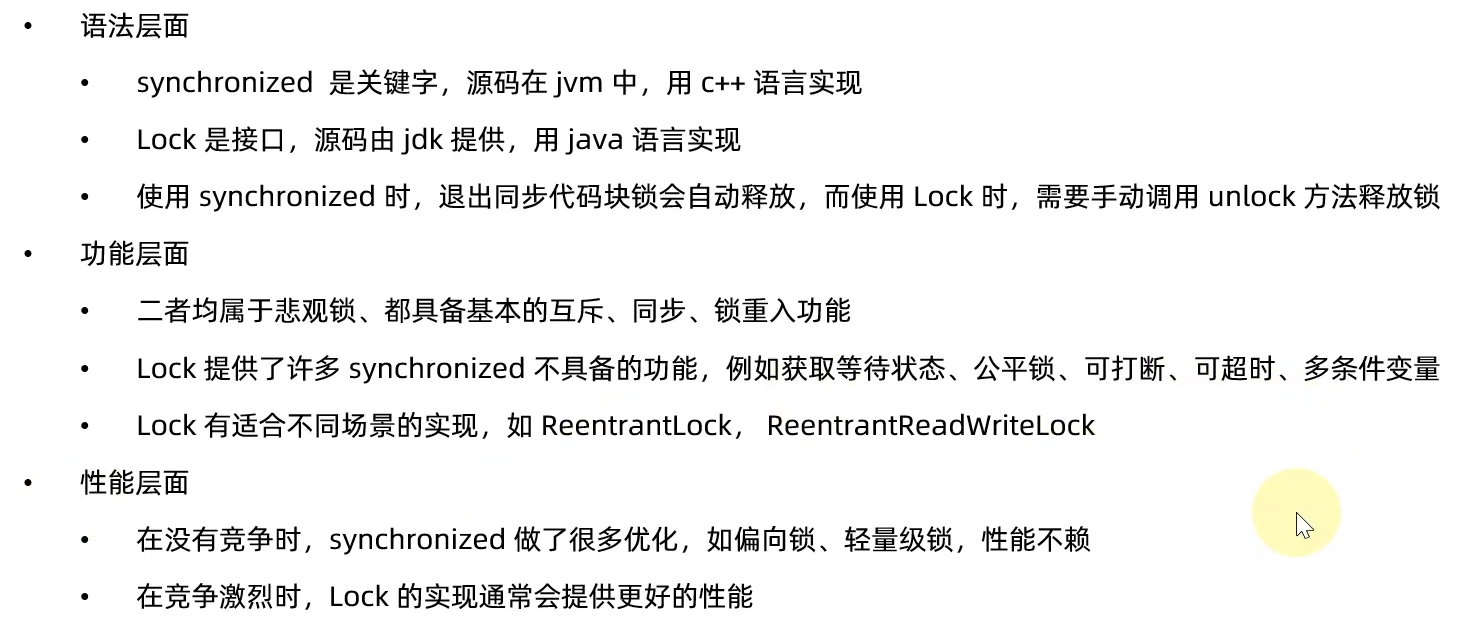 • 语法层面
• synchronized 是关键字，源码在 jvm 中，用 c++ 语言实现
• Lock 是接口，源码由 jdk 提供，用 java 语言实现
• 使用 synchronized 时，退出同步代码块锁会自动释放，而使用 Lock 时，需要手动调用 unlock 方法释放锁
• 功能层面
• 二者均属于悲观锁、都具备基本的互斥、同步、锁重入功能
• Lock 提供了许多 synchronized 不具备的功能，例如获取等待状态、公平锁、可打断、可超时、多条件变量
• Lock 有适合不同场景的实现，如 ReentrantLock， ReentrantReadWriteLock
• 性能层面
• 在没有竞争时，synchronized 做了很多优化，如偏向锁、轻量级锁，性能不赖
• 在竞争激烈时，Lock 的实现通常会提供更好的性能